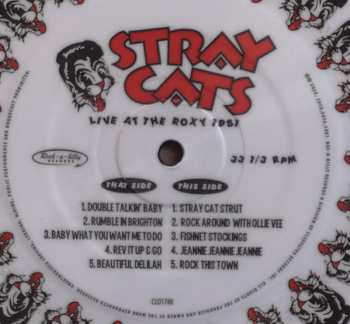 STRAY
CATS
LIVE AT THE ROXY 1981
Rock-a-Billy
RECORDS
33 1/3 RPM
THAT SIDE
1. DOUBLE TALKIN' BABY
2. RUMBLE IN BRIGHTON
3. BABY WHAT YOU WANT ME TO DO
4. REV IT UP & GO
5. BEAUTIFUL DELILAH
THIS SIDE
1. STRAY CAT STRUT
2. ROCK AROUND WITH OLLIE VEE
3. FISHNET STOCKINGS
4. JEANNIE JEANNIE JEANNIE
5. ROCK THIS TOWN